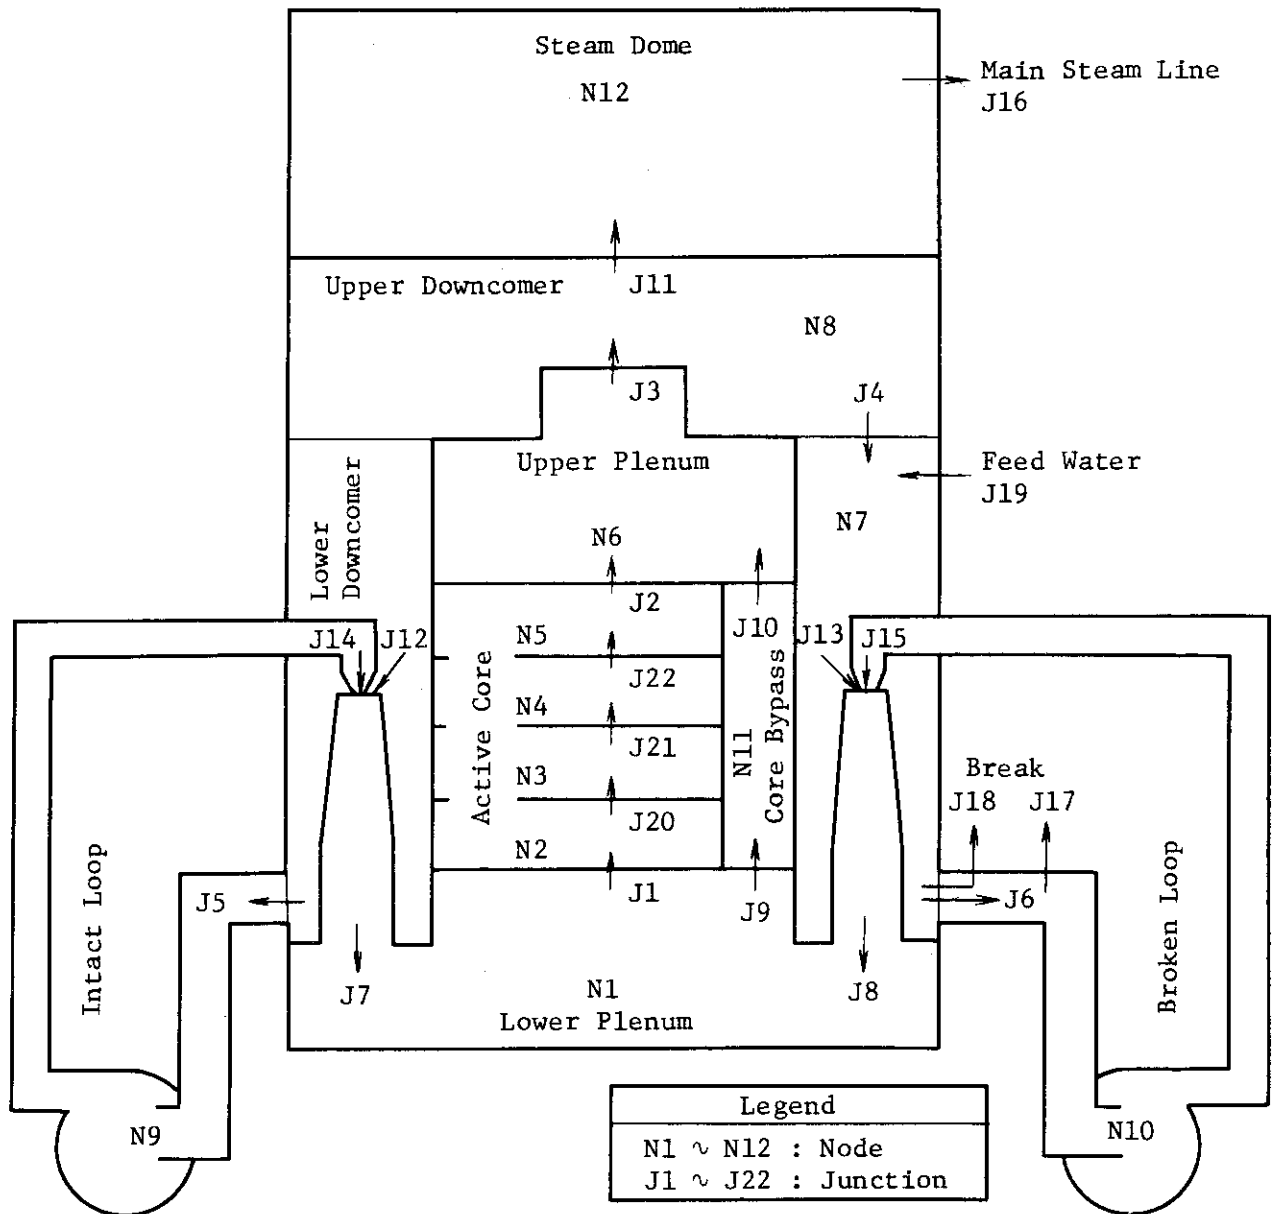 Steam Dome
N12
Main Steam Line
J16
Upper Downcomer
J11
N8
J3
J4
Upper Plenum
Feed Water
J19
Lower
Downcomer
N7
N6
J2
J10
J14
J12
J13
J15
N5
J22
N4
J21
N3
J20
N2
J1
Active Core
N11
Core Bypass
J9
Break
J18
J17
J5
J6
Intact Loop
Broken Loop
J7
N1
J8
Lower Plenum
N9
N10
Legend
N1 ~ N12 : Node
J1 ~ J22 : Junction